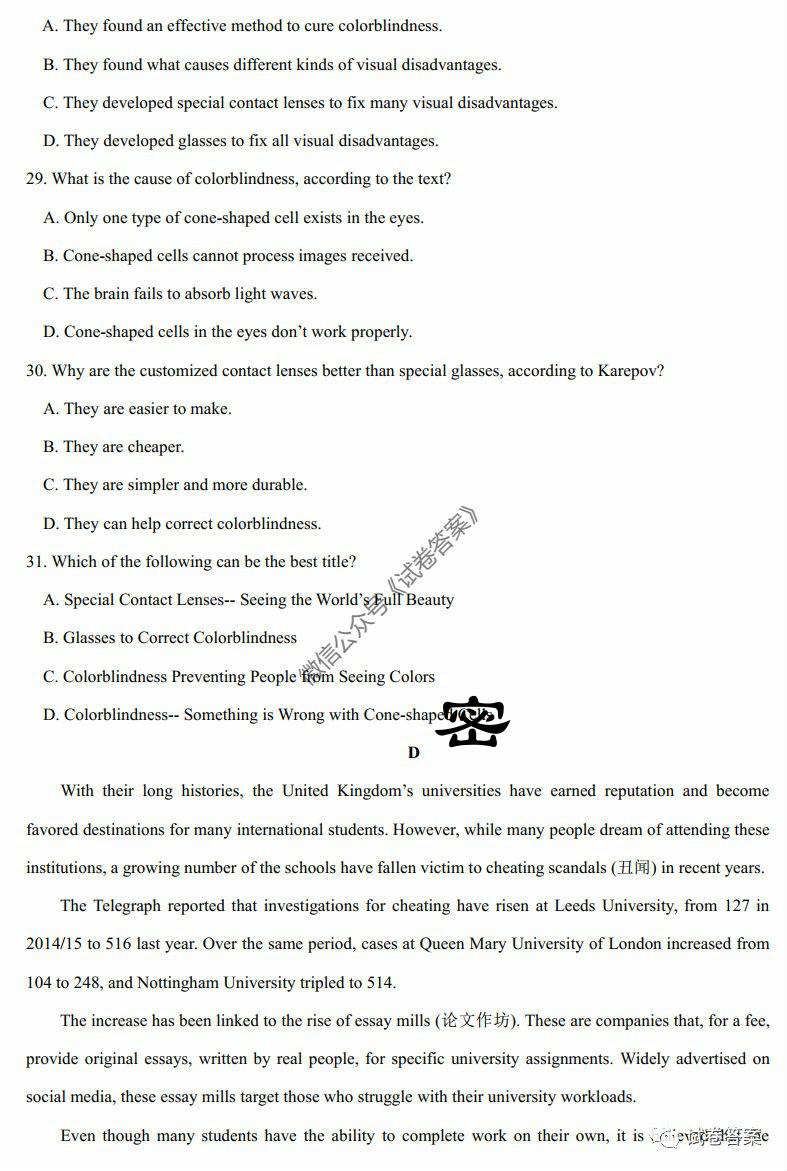 A. They found an effective method to cure colorblindness.
B. They found what causes different kinds of visual disadvantages.
C. They developed special contact lenses to fix many visual disadvantages.
D. They developed glasses to fix all visual disadvantages.
29. What is the cause of colorblindness, according to the text?
A. Only one type of cone-shaped cell exists in the eyes.
B. Cone-shaped cells cannot process images received.
C. The brain fails to absorb light waves.
D. Cone-shaped cells in the eyes don't work properly.
30. Why are the customized contact lenses better than special glasses, according to Karepov?
A. They are easier to make.
B. They are cheaper.
C. They are simpler and more durable.
D. They can help correct colorblindness.
31. Which of the following can be the best title?
A. Special Contact Lenses-- Seeing the World's Full Beauty
B. Glasses to Correct Colorblindness
C. Colorblindness Preventing People from Seeing Colors
D. Colorblindness-- Something is Wrong with Cone-shaped Cells
微信公众号《试卷答案》
密
D
With their long histories, the United Kingdom's universities have earned reputation and become
favored destinations for many international students. However, while many people dream of attending these
institutions, a growing number of the schools have fallen victim to cheating scandals (丑闻) in recent years.
The Telegraph reported that investigations for cheating have risen at Leeds University, from 127 in
2014/15 to 516 last year. Over the same period, cases at Queen Mary University of London increased from
104 to 248, and Nottingham University tripled to 514.
The increase has been linked to the rise of essay mills (论文作坊). These are companies that, for a fee,
provide original essays, written by real people, for specific university assignments. Widely advertised on
social media, these essay mills target those who struggle with their university workloads.
Even though many students have the ability to complete work on their own, it is
试卷答案